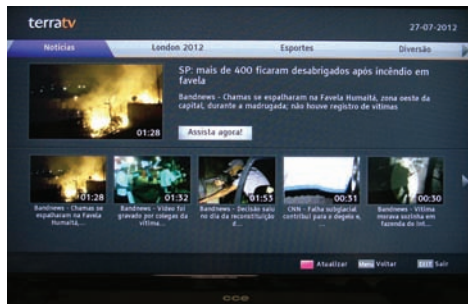 terratv
27-07-2012
Notícias
London 2012
Esportes
Diversão
SP: mais de 400 ficaram desabrigados após incêndio em
favela
Bandnews - Chamas se espalharam na Favela Humaitá, zona oeste da
capital, durante a madrugada; não houve registro de
vítimas
01:28
Assista agora!
01:28
01:32
01:53
00:31
00:30
Bandnews - Chamas se
espalharam na Favela
Humaitá,...
Bandnews - Vídeo foi
gravado por colegas da
vítima...
Bandnews - Decisão saiu
no dia da reconstituição
d...
CNN - Falha subglacial
contribui para o degelo e,
...
Bandnews - Vítima
morava sozinha em
fazenda do int...
Atualizar
Menu Voltar
EXIT Sair
cce